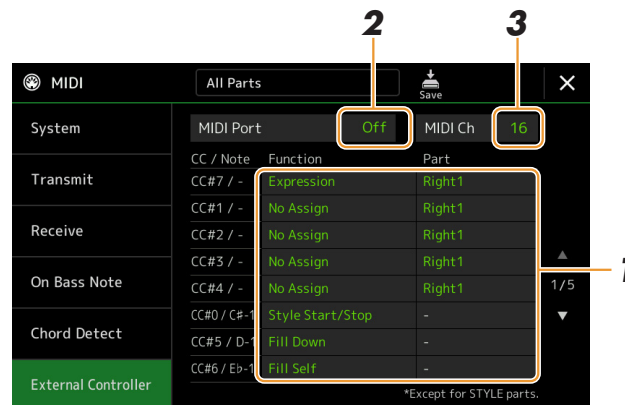 2 3
MIDI All Parts Save
System MIDI Port Off MIDI Ch 16
CC / Note Function Part
Transmit CC#7 / - Expression Right1
CC#1 / - No Assign Right1
Receive CC#2 / - No Assign Right1
CC#3 / - No Assign Right1
On Bass Note CC#4 / - No Assign Right1 1/5
CC#0 / C#-1 Style Start/Stop -
Chord Detect CC#5 / D-1 Fill Down -
CC#6 / E♭-1 Fill Self -
External Controller *Except for STYLE parts.